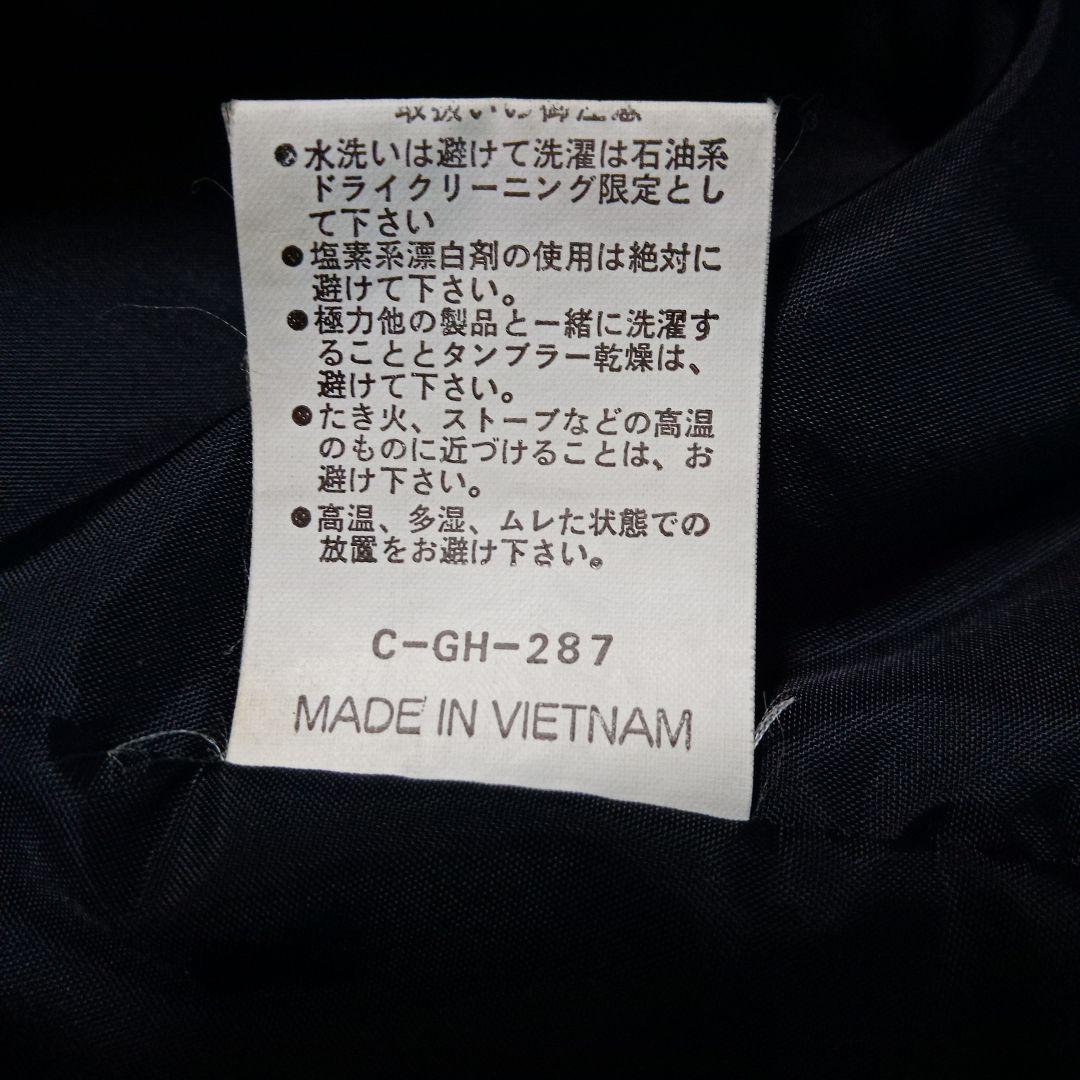 取扱いの御注意
●水洗いは避けて洗濯は石油系
ドライクリーニング限定とし
て下さい
●塩素系漂白剤の使用は絶対に
避けて下さい。
●極力他の製品と一緒に洗濯す
ることとタンブラー乾燥は、
避けて下さい。
●たき火、ストーブなどの高温
のものに近づけることは、お
避け下さい。
●高温、多湿、ムレた状態での
放置をお避け下さい。
C-GH-287
MADE IN VIETNAM